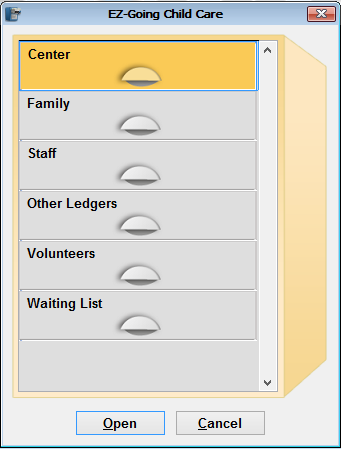 EZ-Going Child Care
Center
Family
Staff
Other Ledgers
Volunteers
Waiting List
Open
Cancel